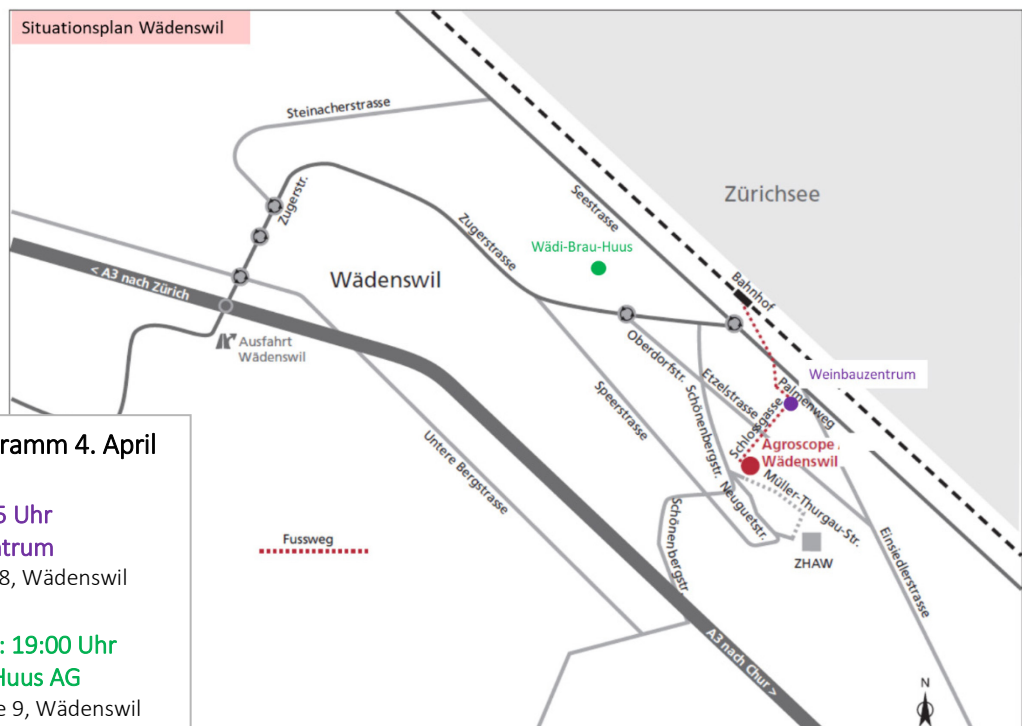 Situationsplan Wädenswil
Steinacherstrasse
Zugerstr.
Seestrasse
Zürichsee
Zugerstrasse
Wädi-Brau-Huus
Wädenswil
< A3 nach Zürich
Bahnhof
Ausfahrt
Wädenswil
Oberdorfstr.
Weinbauzentrum
Etzelstrasse
Palmenweg
Speerstrasse
Schönenbergstr.
Schlossgasse
Agroscope
Wädenswil
Untere Bergstrasse
Müller-Thurgau-Str.
Neuguetstr.
Schönenbergstr.
Einsiedlerstrasse
ZHAW
Fussweg
A3 nach Chur >
N
ramm 4. April
5 Uhr
ntrum
8, Wädenswil
: 19:00 Uhr
Huus AG
e 9, Wädenswil